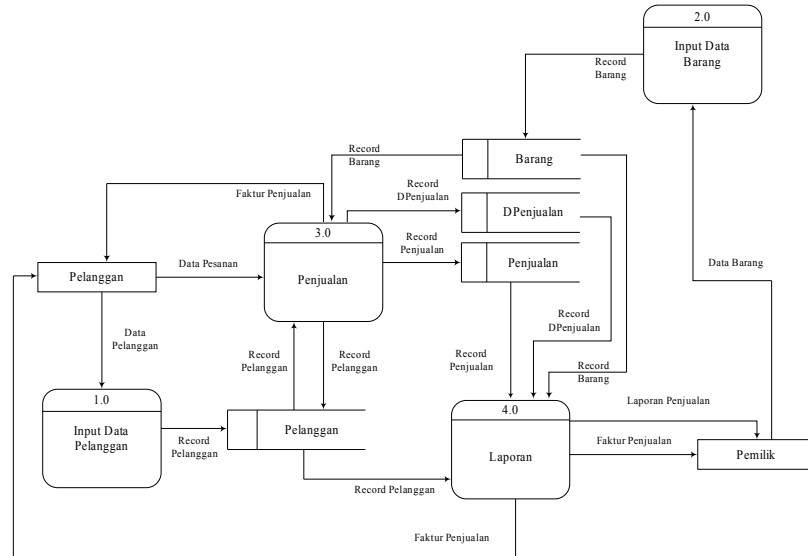 2.0
Input Data
Barang
Record
Barang
Record
Barang
Barang
Faktur Penjualan
Record
DPenjualan
DPenjualan
3.0
Penjualan
Record
Penjualan
Penjualan
Pelanggan
Data Pesanan
Data Barang
Data
Pelanggan
Record
Pelanggan
Record
Pelanggan
Record
Penjualan
Record
DPenjualan
Record
Barang
1.0
Input Data
Pelanggan
Record
Pelanggan
Pelanggan
4.0
Laporan
Laporan Penjualan
Faktur Penjualan
Pemilik
Record Pelanggan
Faktur Penjualan